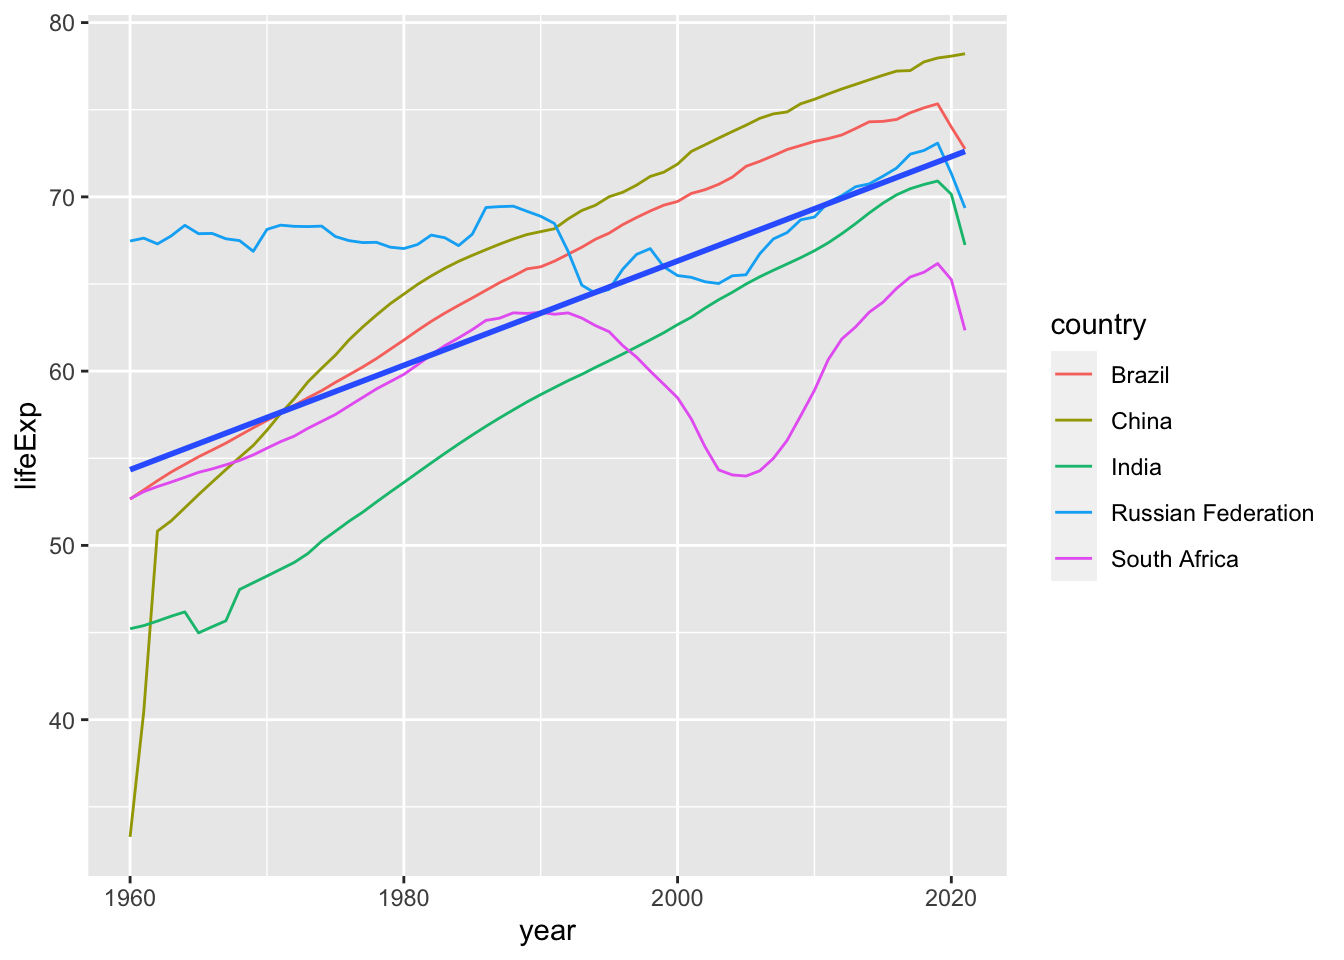 80
70
60
50
40
lifeExp
1960
1980
2000
2020
year
country
Brazil
China
India
Russian Federation
South Africa